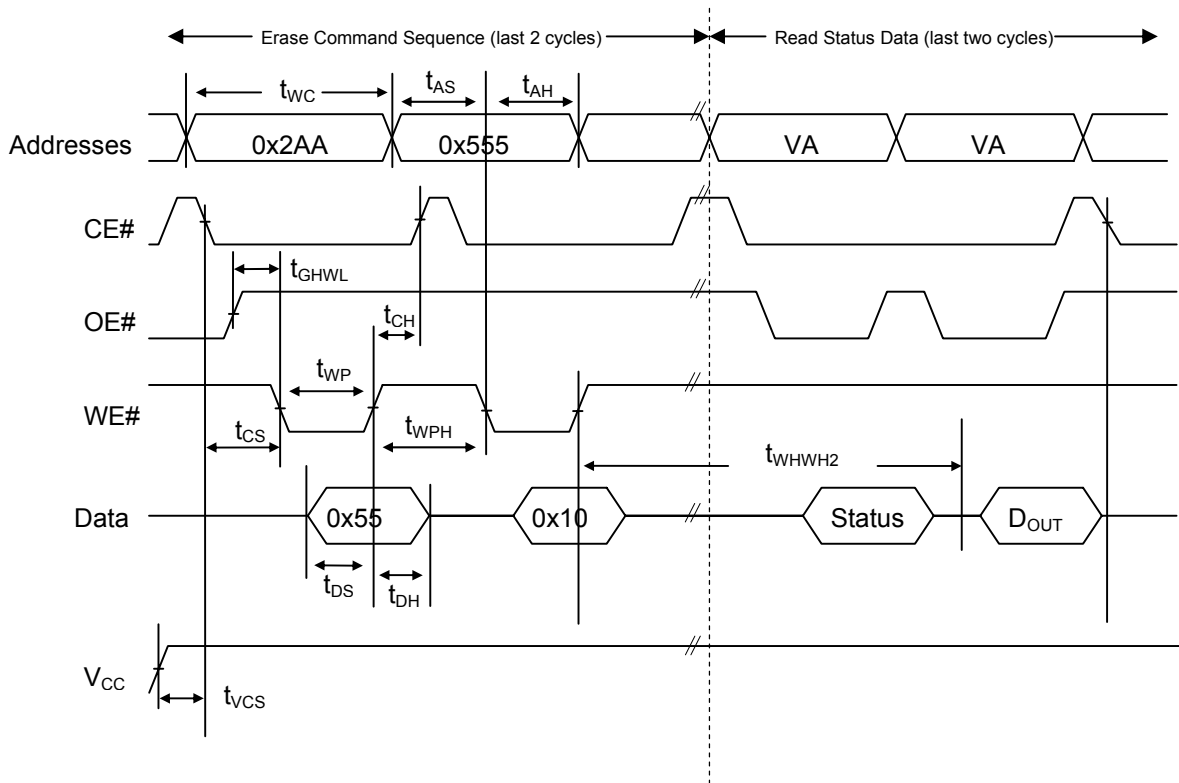 Erase Command Sequence (last 2 cycles)
Read Status Data (last two cycles)
tWC
tAS
tAH
Addresses
0x2AA
0x555
VA
VA
CE#
tGHWL
OE#
tCH
tWP
WE#
tCS
tWPH
tWHWH2
Data
0x55
0x10
Status
DOUT
tDS
tDH
VCC
tVCS